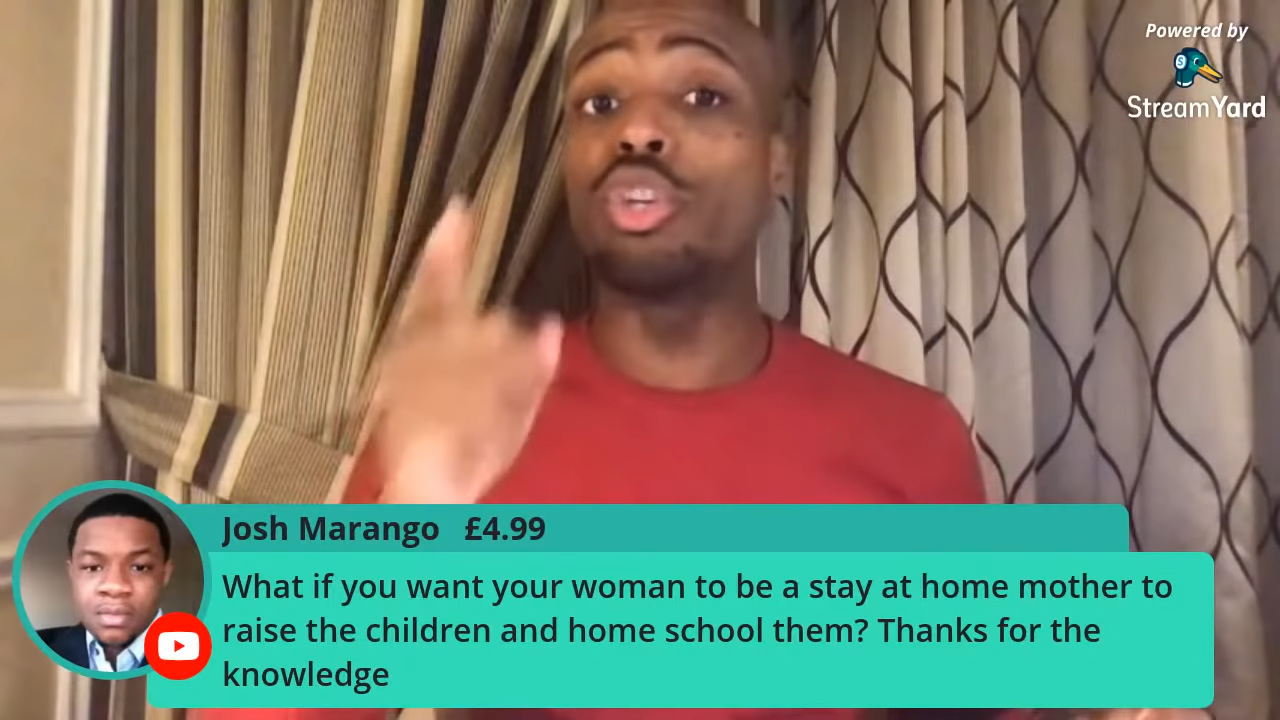 Powered by
StreamYard
Josh Marango £4.99
What if you want your woman to be a stay at home mother to
raise the children and home school them? Thanks for the
knowledge